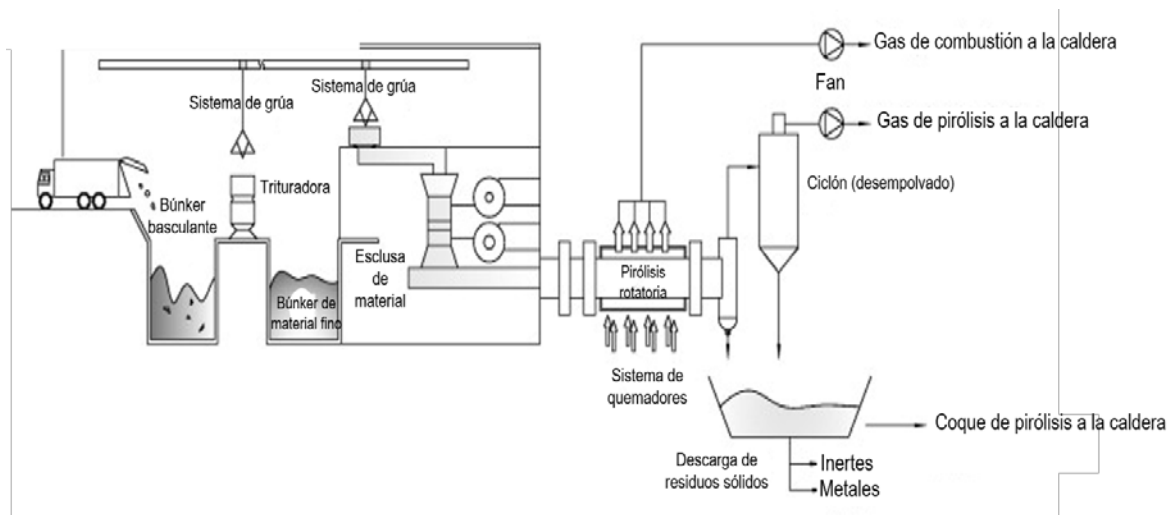 Gas de combustión a la caldera
Fan
Sistema de grúa
Sistema de grúa
Gas de pirólisis a la caldera
Trituradora
Ciclón (desempolvado)
Búnker
basculante
Esclusa
de
material
Pirólisis
rotatoria
Búnker de
material fino
Sistema de
quemadores
Coque de pirólisis a la caldera
Descarga de
residuos sólidos
Inertes
Metales